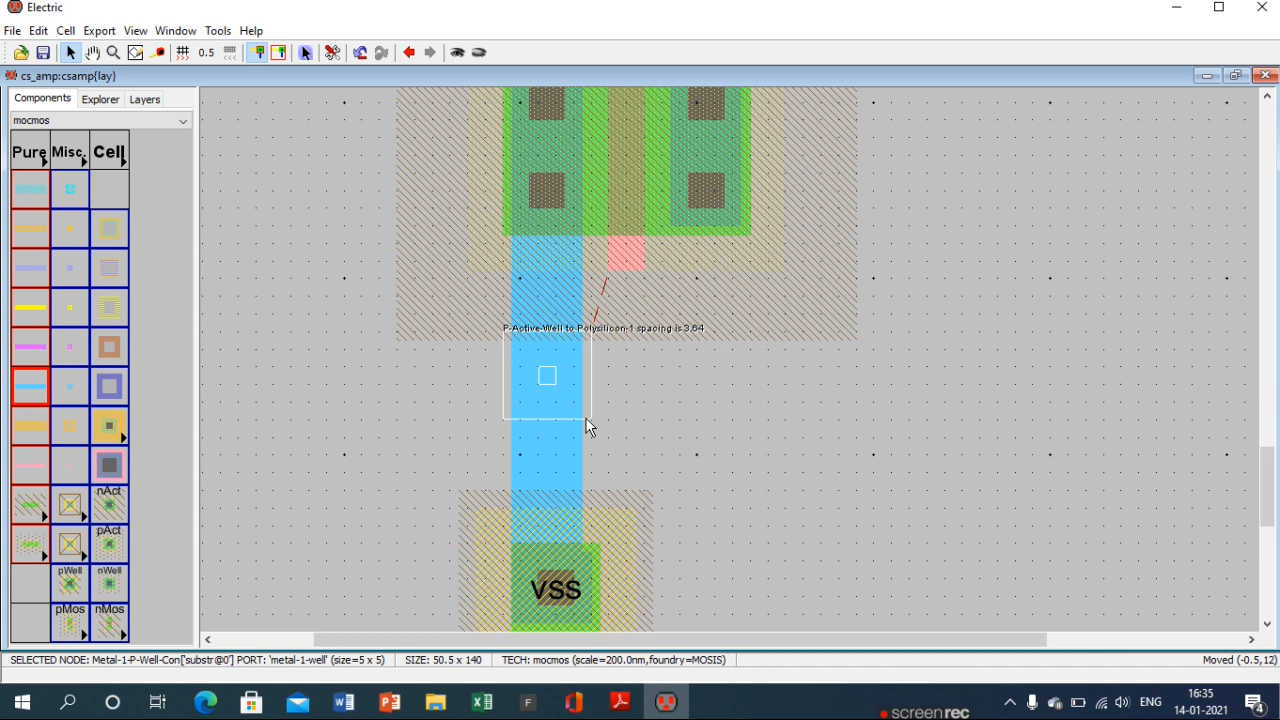 Electric
File Edit Cell Export View Window Tools Help
0.5
cs_amp:csamp{lay}
Components Explorer Layers
mocmos
Pure Misc. Cell
nAct
pAct
pWell nWell
pMos nMos
P-Active-Well to Polysilicon-1 spacing is 3.64
VSS
SELECTED NODE: Metal-1-P-Well-Con['substr@0'] PORT: 'metal-1-well' (size=5 x 5) SIZE: 50.5 x 140 TECH: mocmos (scale=200.0nm,foundry=MOSIS) Moved (-0.5,12)
ENG 16:35
14-01-2021
4
screenrec